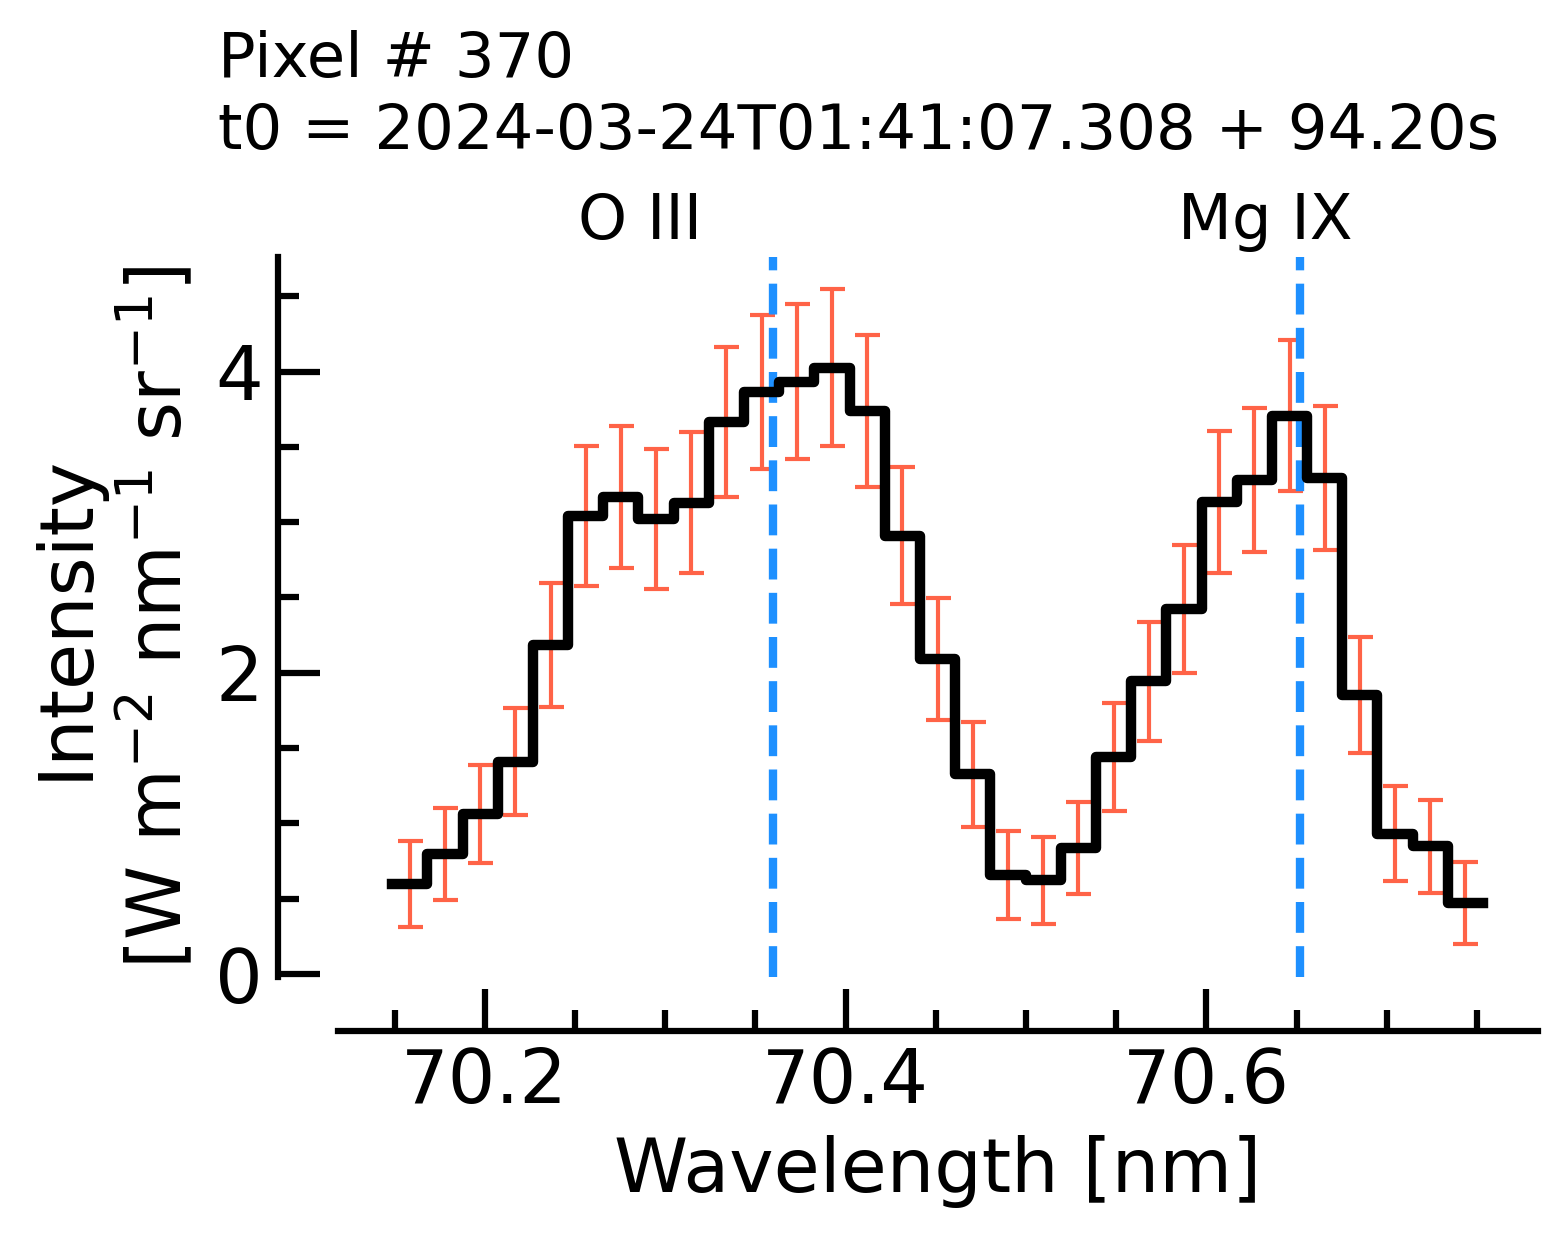 Pixel # 370
t0 = 2024-03-24T01:41:07.308 + 94.20s
O III Mg IX
Intensity
[W m⁻² nm⁻¹ sr⁻¹]
4
2
0
70.2 70.4 70.6
Wavelength [nm]